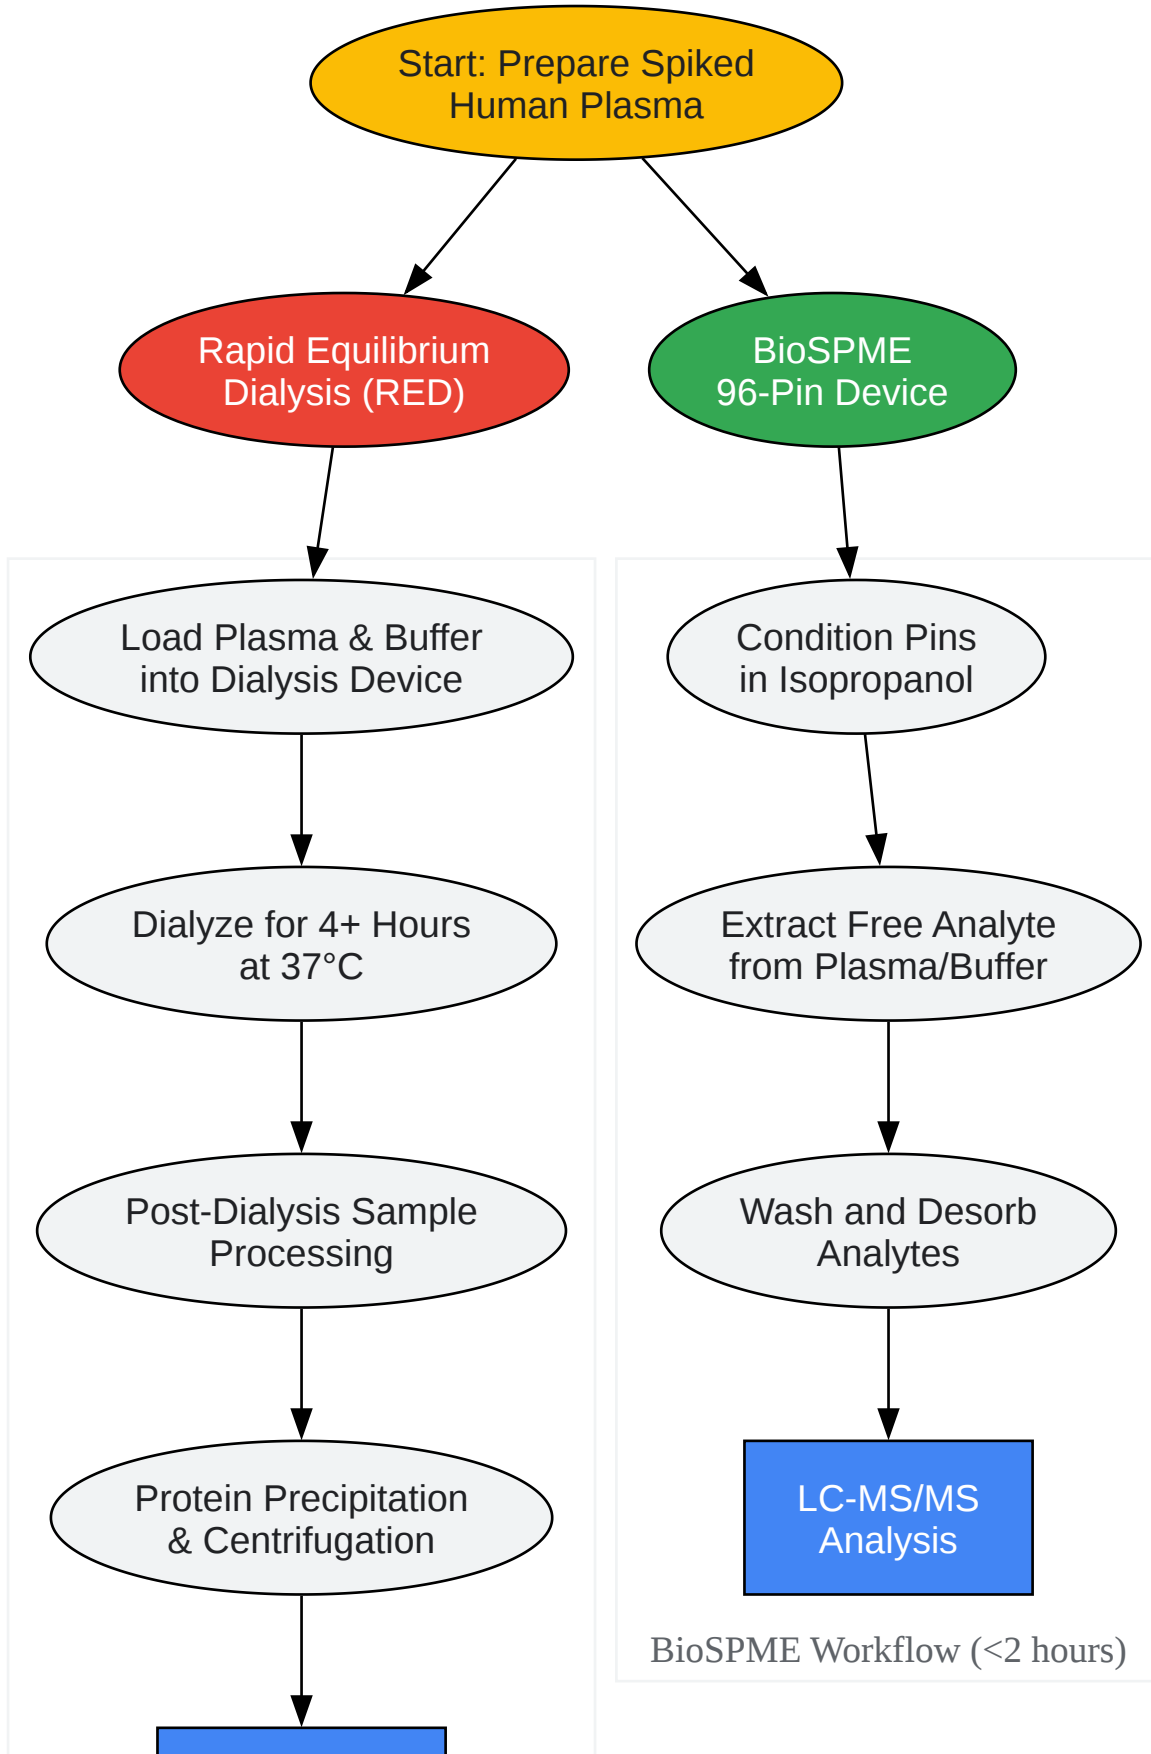 Start: Prepare Spiked
Human Plasma
Rapid Equilibrium
Dialysis (RED)
BioSPME
96-Pin Device
Load Plasma & Buffer
into Dialysis Device
Condition Pins
in Isopropanol
Dialyze for 4+ Hours
at 37°C
Extract Free Analyte
from Plasma/Buffer
Post-Dialysis Sample
Processing
Wash and Desorb
Analytes
Protein Precipitation
& Centrifugation
LC-MS/MS
Analysis
BioSPME Workflow (<2 hours)